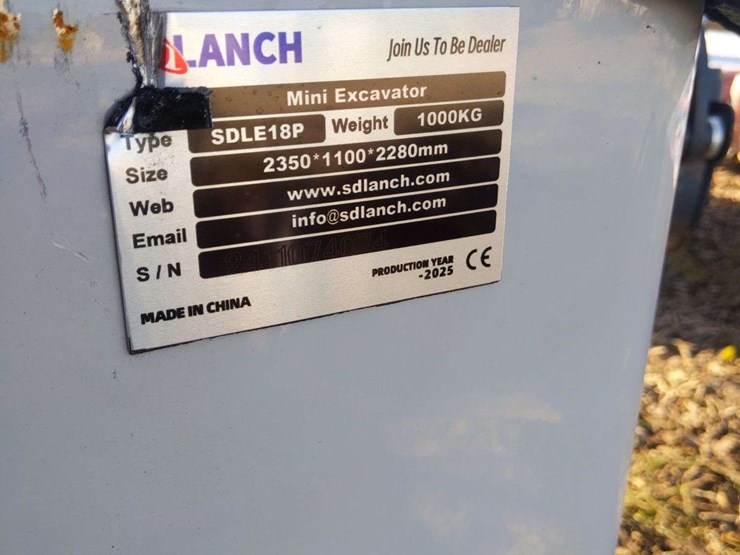 LANCH Join Us To Be Dealer
Mini Excavator
Type SDLE18P Weight 1000KG
Size 2350*1100*2280mm
Web www.sdlanch.com
Email info@sdlanch.com
S/N
PRODUCTION YEAR
-2025 CE
MADE IN CHINA